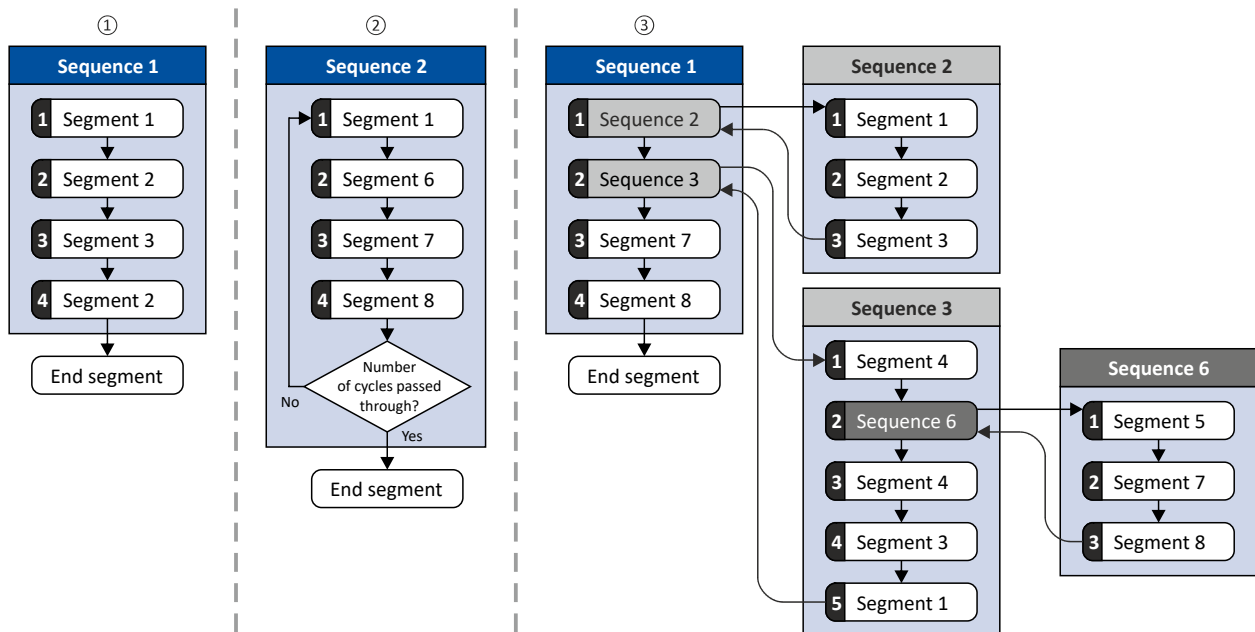 ①
Sequence 1
1 Segment 1
2 Segment 2
3 Segment 3
4 Segment 2
End segment
②
Sequence 2
1 Segment 1
2 Segment 6
3 Segment 7
4 Segment 8
Number
of cycles passed
through?
No
Yes
End segment
③
Sequence 1
1 Sequence 2
2 Sequence 3
3 Segment 7
4 Segment 8
End segment
Sequence 2
1 Segment 1
2 Segment 2
3 Segment 3
Sequence 3
1 Segment 4
2 Sequence 6
3 Segment 4
4 Segment 3
5 Segment 1
Sequence 6
1 Segment 5
2 Segment 7
3 Segment 8